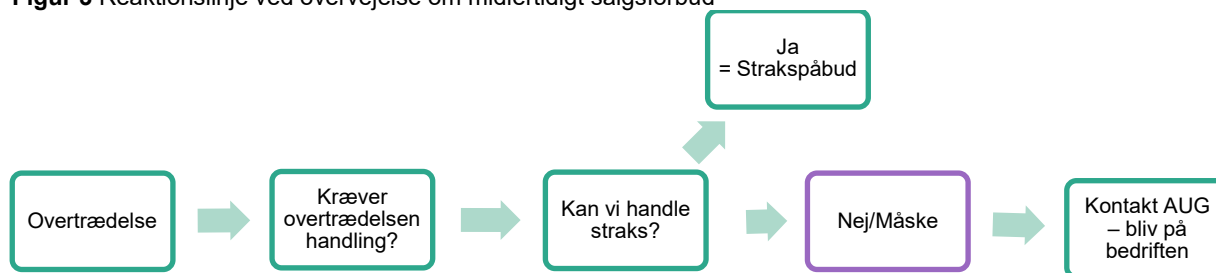 Figur 3 Reaktionslinje ved overvejelse om midlertidigt salgsforbud
Ja
= Strakspåbud
Overtrædelse
Kræver
overtrædelsen
handling?
Kan vi handle
straks?
Nej/Måske
Kontakt AUG
– bliv på
bedriften